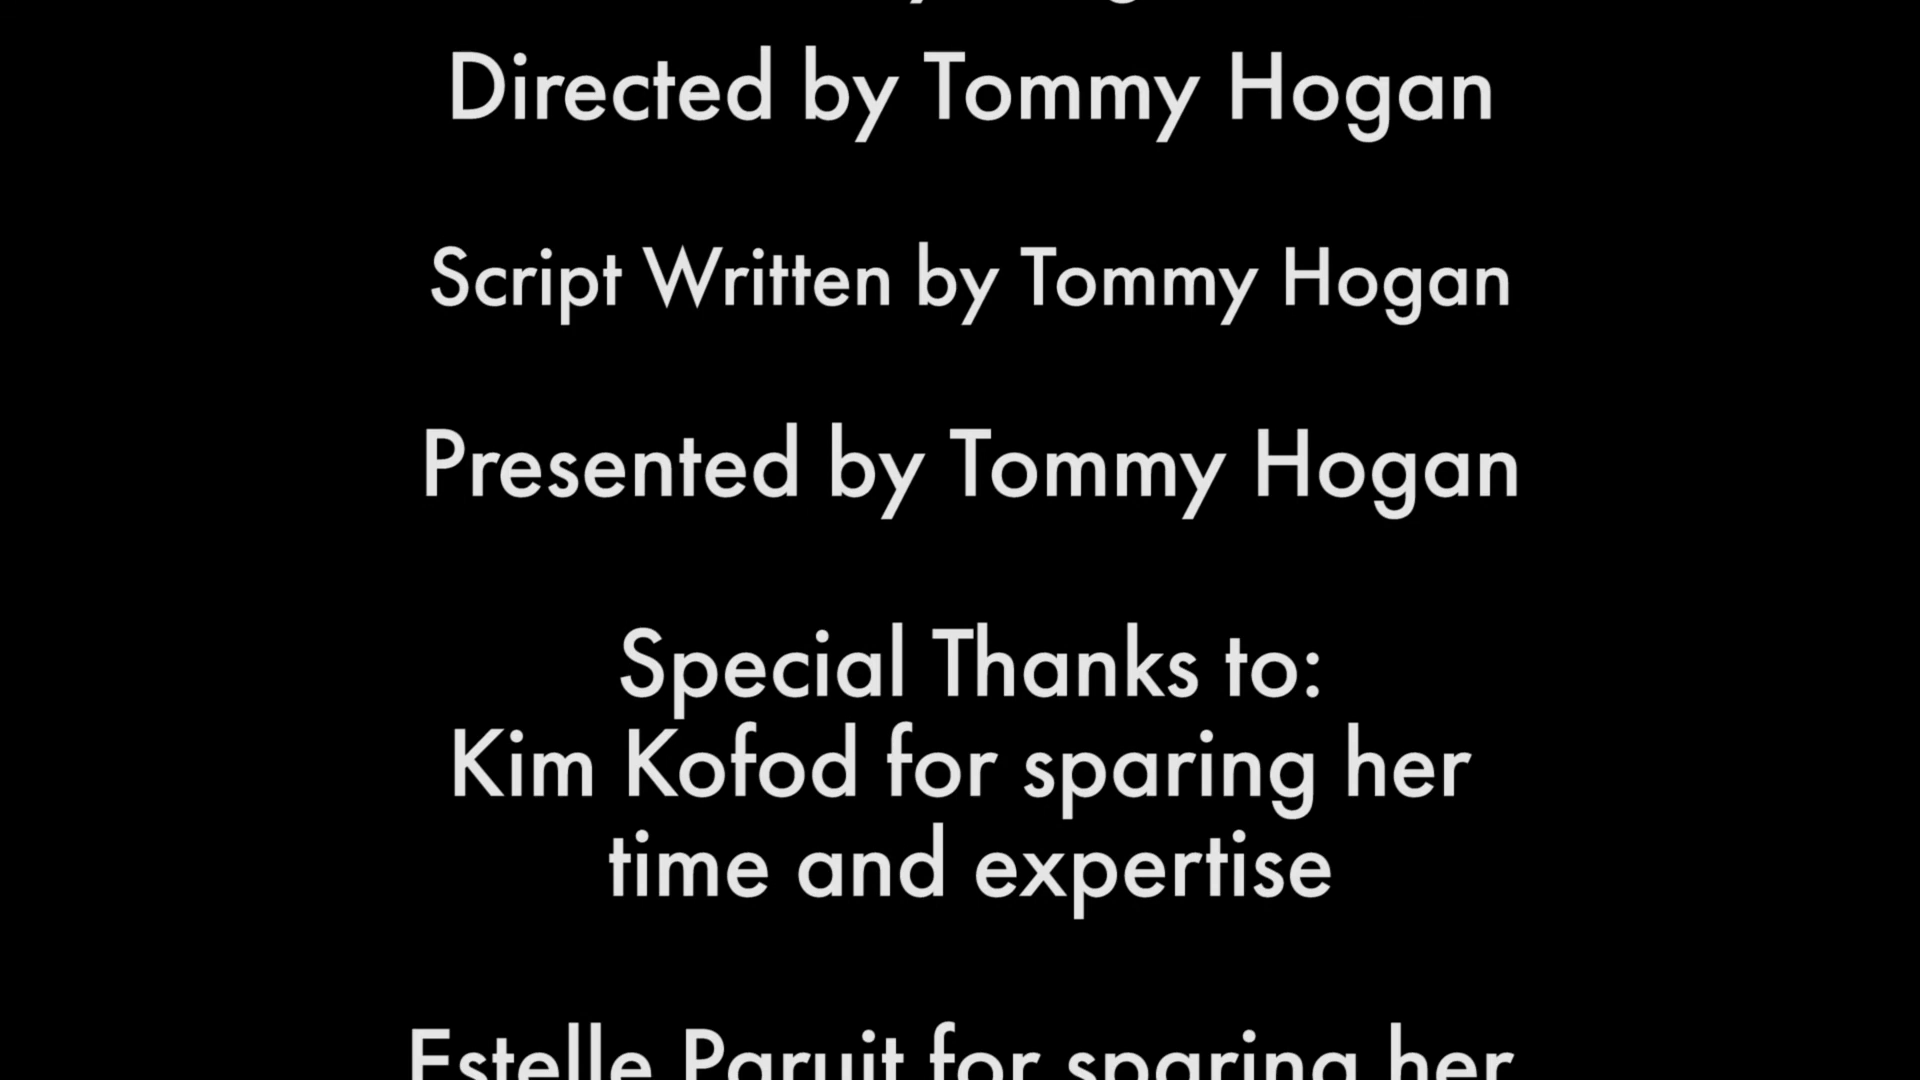 Directed by Tommy Hogan
Script Written by Tommy Hogan
Presented by Tommy Hogan
Special Thanks to:
Kim Kofod for sparing her
time and expertise
Estelle Paruit for sparing her